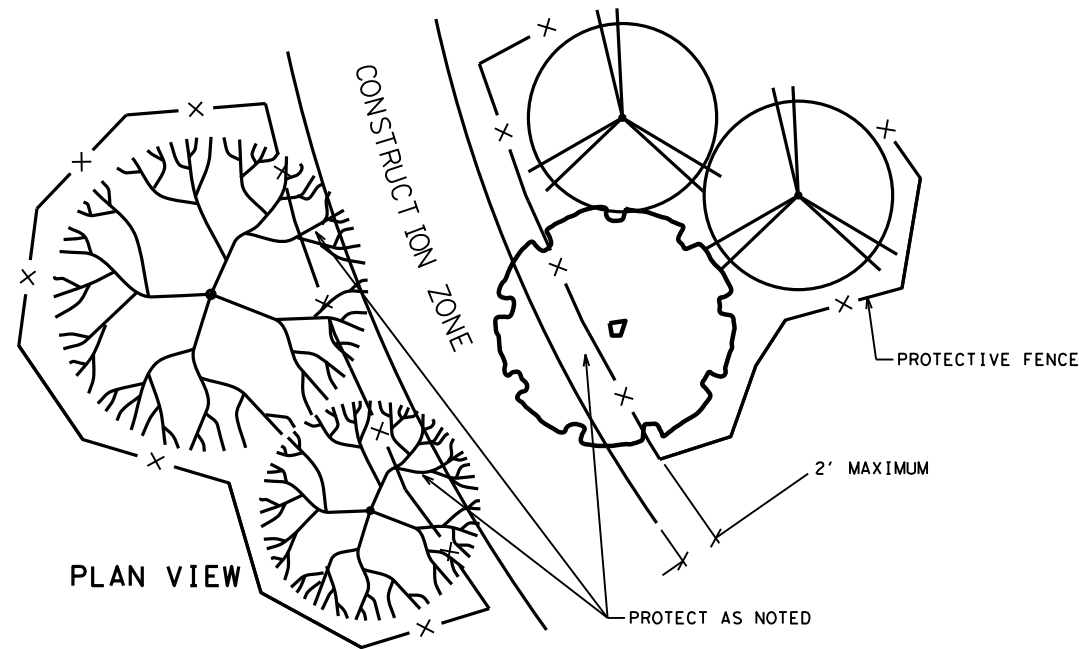 CONSTRUCTION ZONE
PROTECTIVE FENCE
2' MAXIMUM
PLAN VIEW
PROTECT AS NOTED